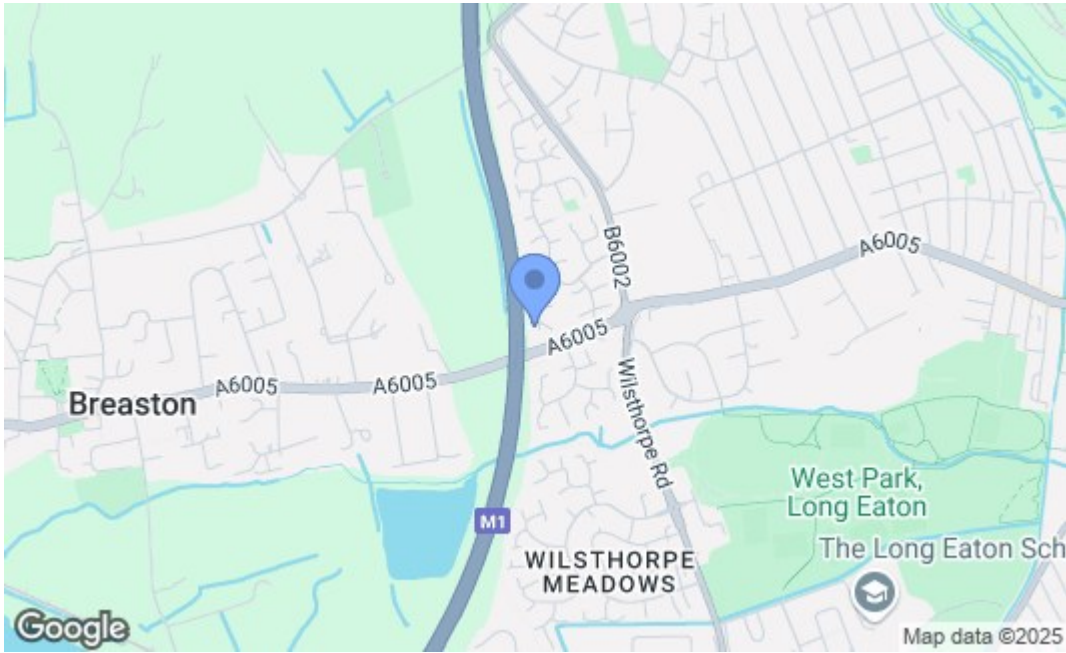 B6002
A6005
A6005
A6005
A6005
Breaston
Wilsthorpe Rd
West Park,
Long Eaton
M1
The Long Eaton Sch
WILSTHORPE
MEADOWS
Google
Map data ©2025